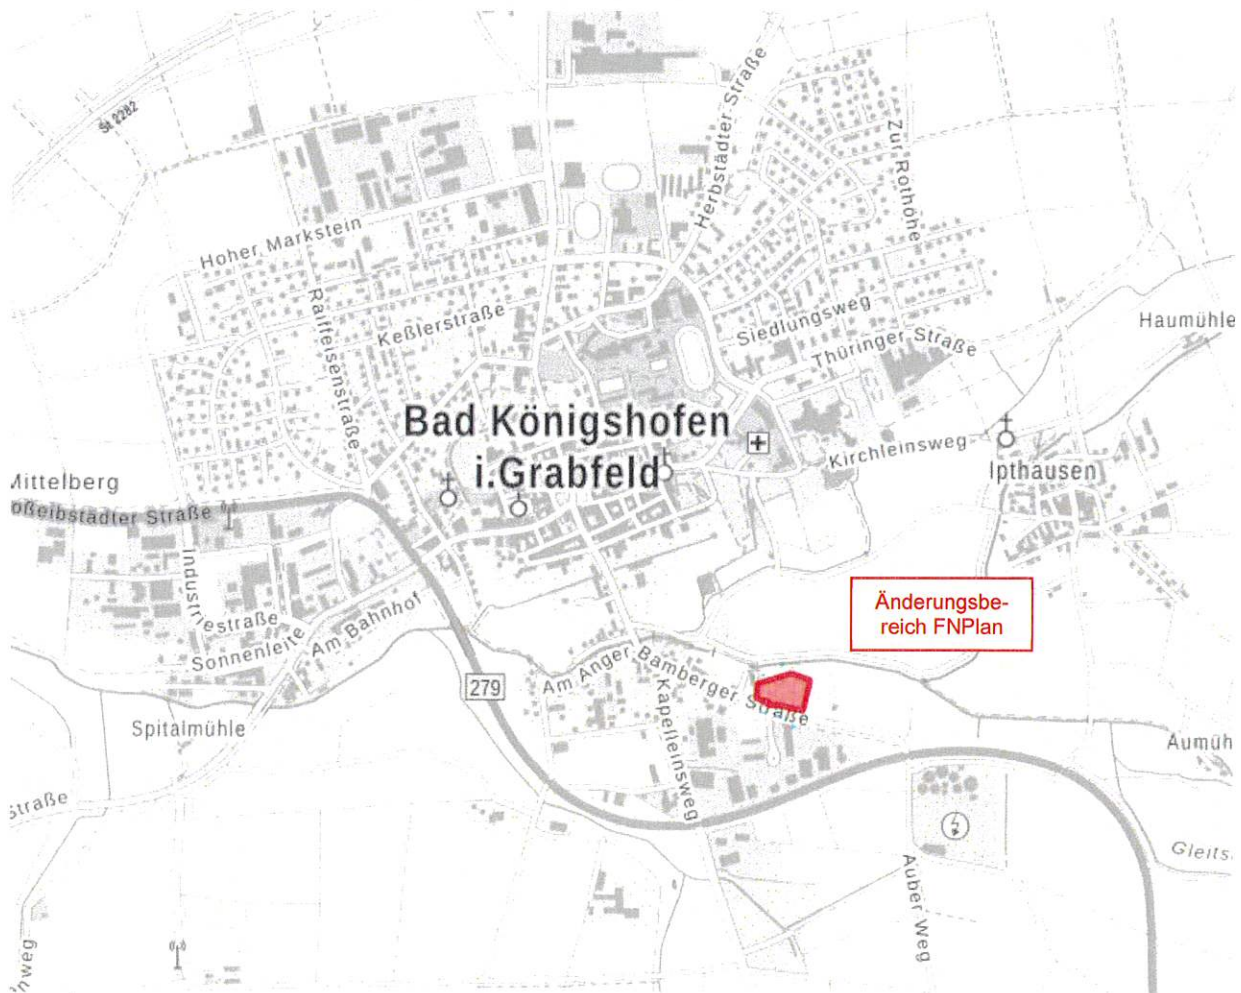 St 2282
Herbstädter Straße
Zur Rothöhe
Hoher Markstein
Raiffeisenstraße
Keßlerstraße
Siedlungsweg
Thüringer Straße
Haumühle
Bad Königshofen
i.Grabfeld
Kirchleinsweg
Ipthausen
Mittelberg
oßeibstädter Straße
Industriestraße
Sonnenleite
Am Bahnhof
Änderungsbe-
reich FNPlan
279
Am Anger
Bamberger Straße
Kapelleinsweg
Spitalmühle
Aumüh
Straße
Gleits
Auber Weg
nweg